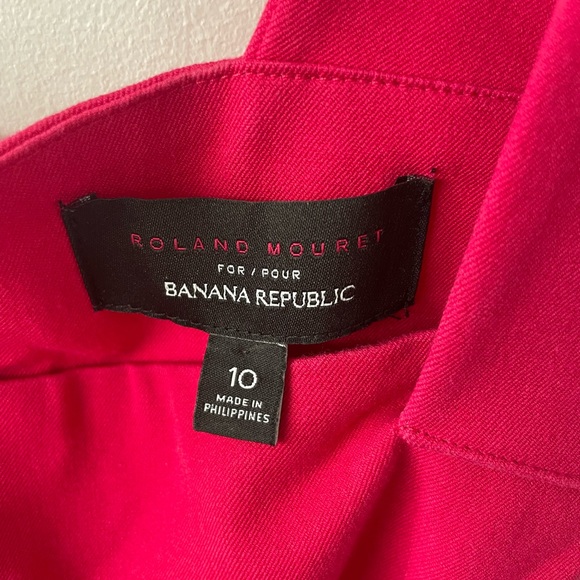 ROLAND MOURET
FOR / POUR
BANANA REPUBLIC
10
MADE IN
PHILIPPINES